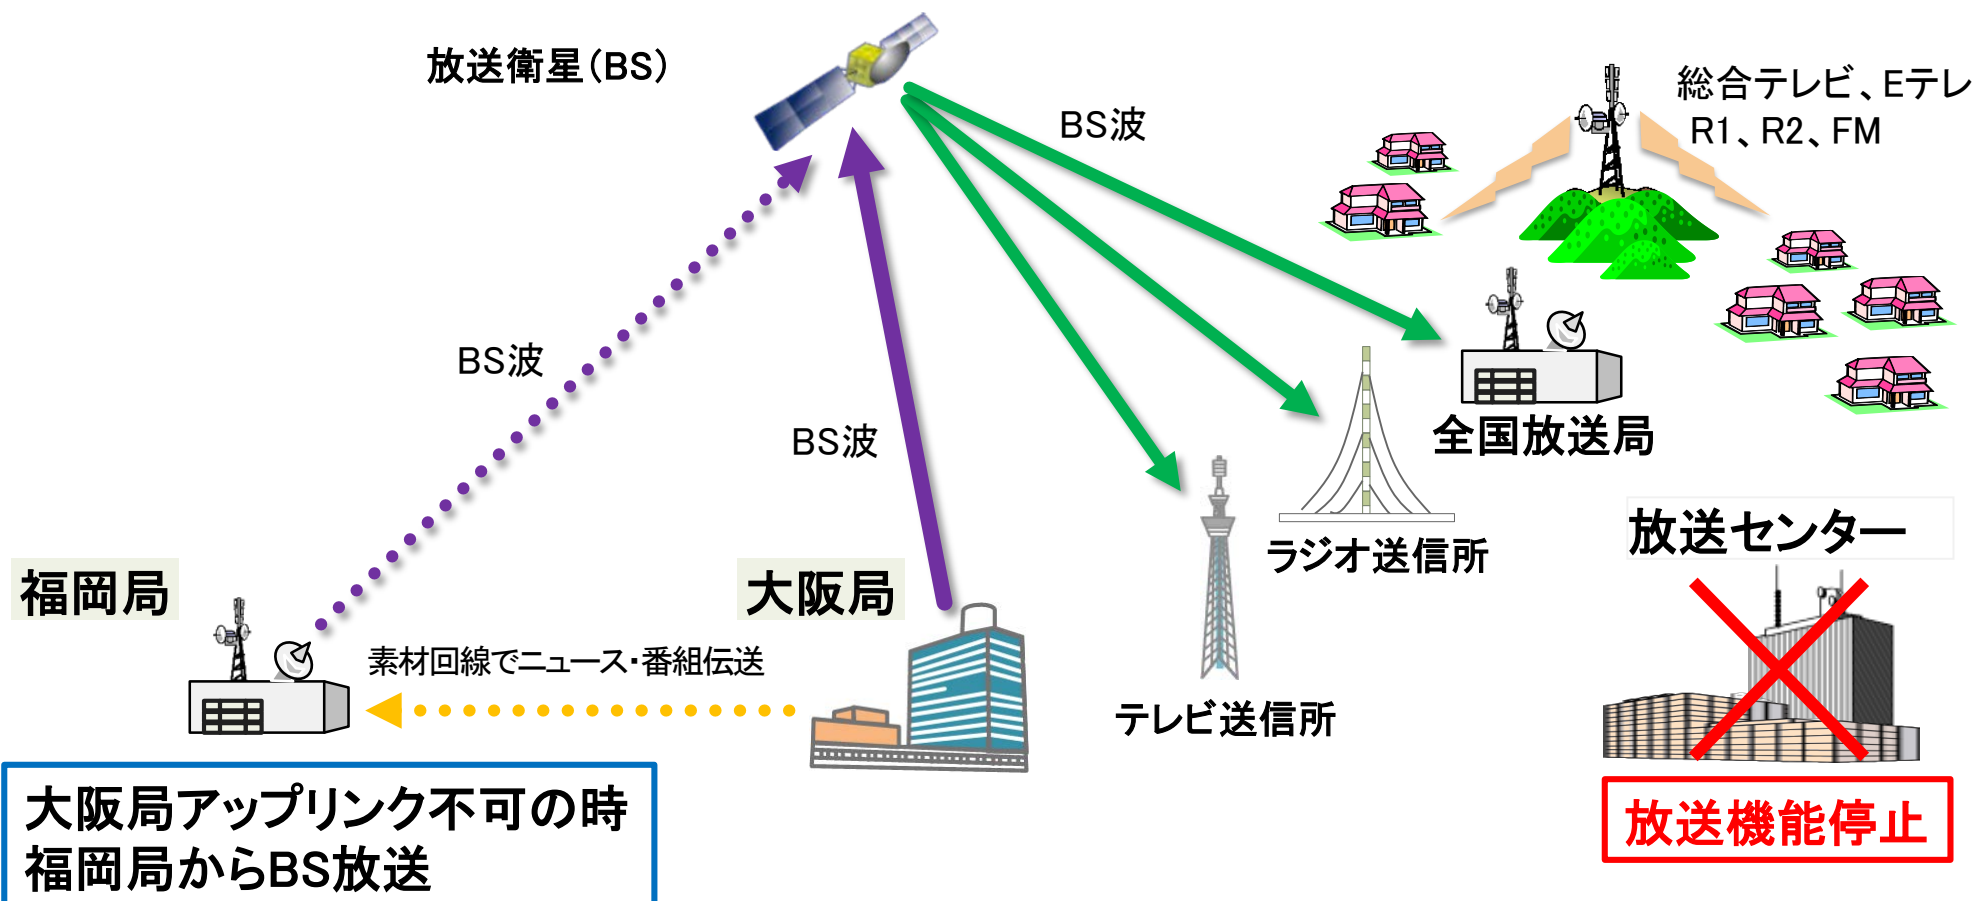 放送衛星（BS）
BS波
総合テレビ、Eテレ
R1、R2、FM
BS波
BS波
全国放送局
放送センター
ラジオ送信所
福岡局
大阪局
素材回線でニュース・番組伝送
テレビ送信所
大阪局アップリンク不可の時
福岡局からBS放送
放送機能停止